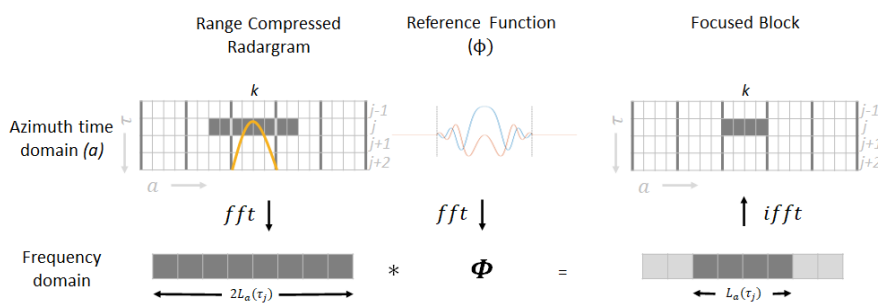 Range Compressed
Radargram
Reference Function
(ϕ)
Focused Block
k
k
Azimuth time
domain (a)
τ
j-1
j
j+1
j+2
a
τ
j-1
j
j+1
j+2
a
fft
fft
ifft
Frequency
domain
*
Φ
=
2Lₐ(τⱼ)
Lₐ(τⱼ)